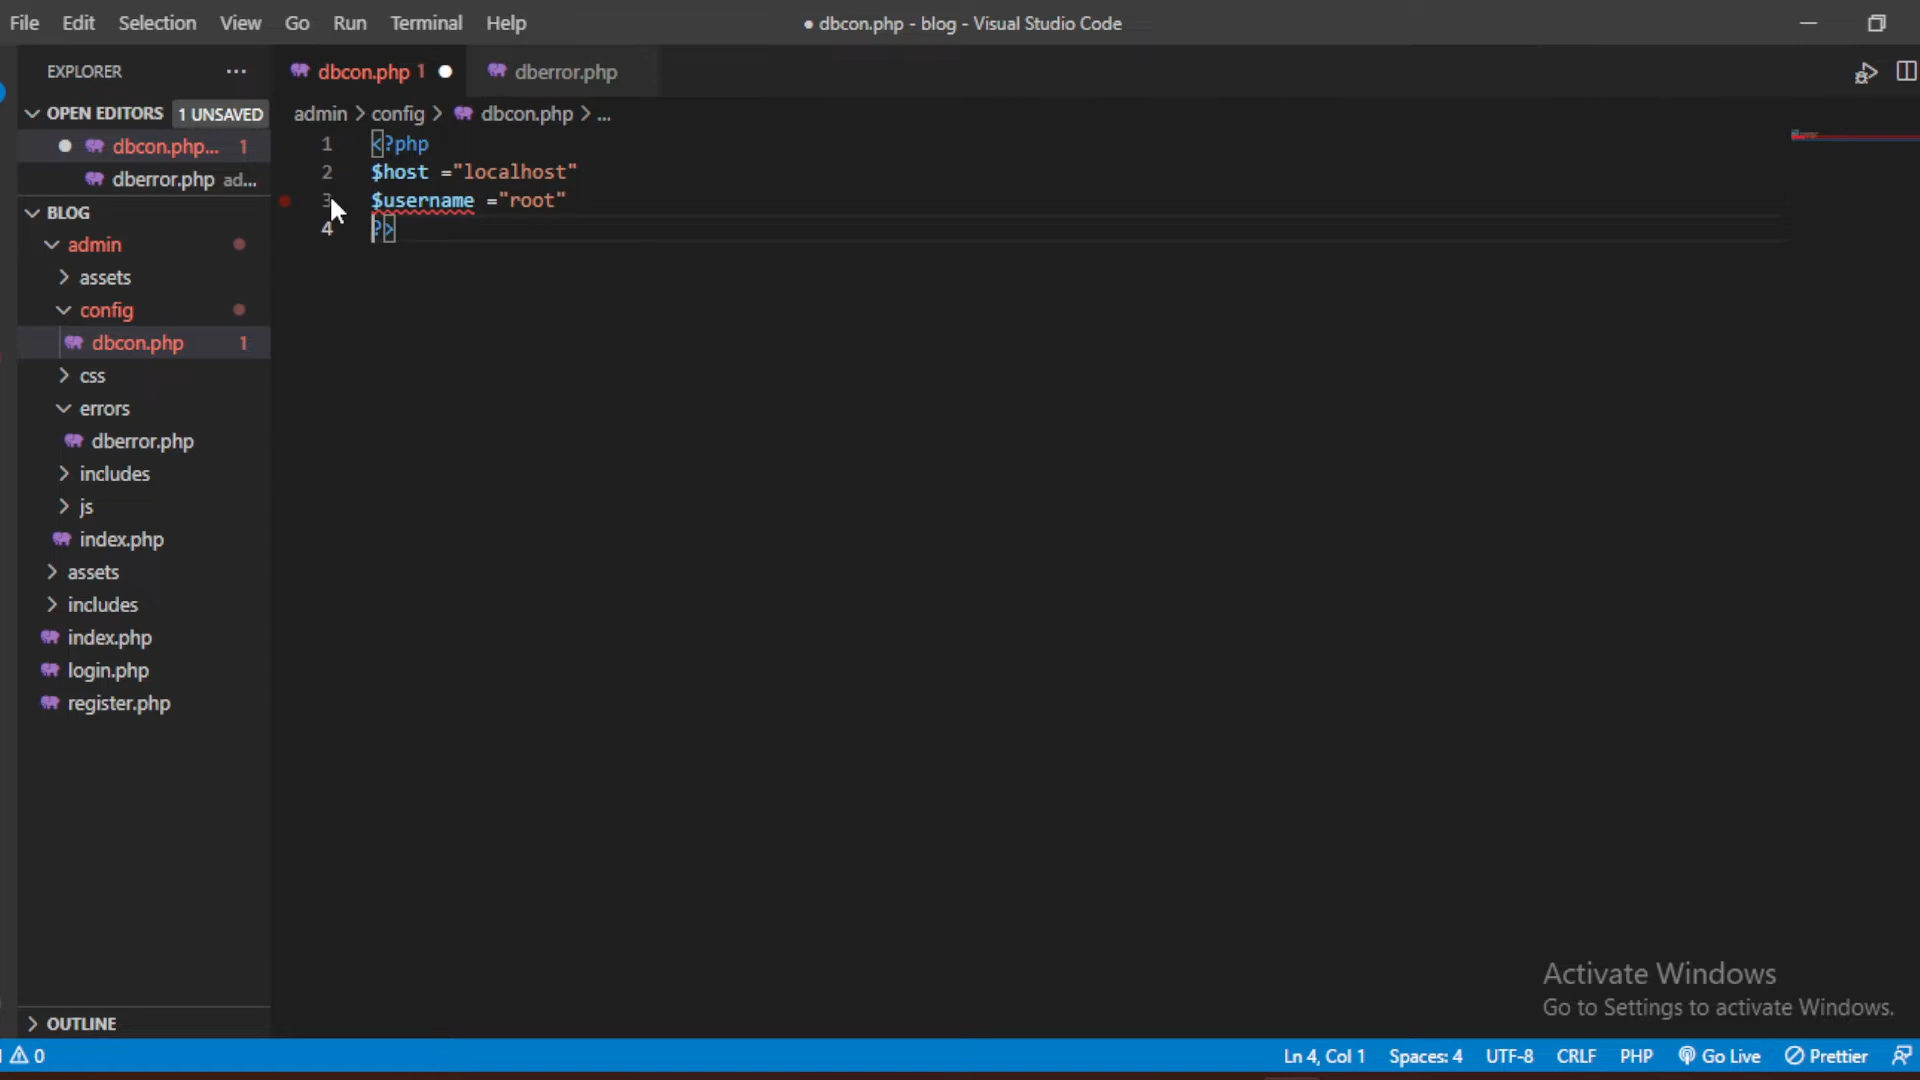 File Edit Selection View Go Run Terminal Help
● dbcon.php - blog - Visual Studio Code
EXPLORER ...
dbcon.php 1
dberror.php
OPEN EDITORS 1 UNSAVED
dbcon.php... 1
dberror.php ad...
admin > config > dbcon.php > ...
1 <?php
2 $host ="localhost"
3 $username ="root"
4 ?>
BLOG
admin
assets
config
dbcon.php 1
css
errors
dberror.php
includes
js
index.php
assets
includes
index.php
login.php
register.php
OUTLINE
Activate Windows
Go to Settings to activate Windows.
0
Ln 4, Col 1 Spaces: 4 UTF-8 CRLF PHP Go Live Prettier